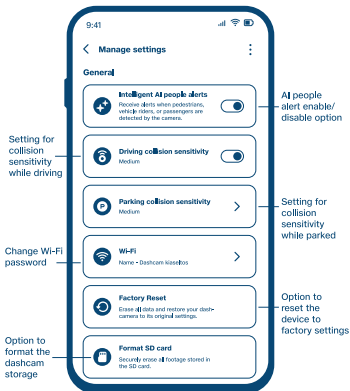 9:41
Manage settings
General
Intelligent AI people alerts
Receive alerts when pedestrians,
vehicle riders, or passengers are
detected by the camera.
AI people
alert enable/
disable option
Setting for
collision
sensitivity
while driving
Driving collision sensitivity
Medium
P
Parking collision sensitivity
Medium
Setting for
collision
sensitivity
while parked
Change Wi-Fi
password
Wi-Fi
Name - Dashcam kiaseltos
Factory Reset
Erase all data and restore your dash-
camera to its original settings.
Option to
reset the
device to
factory settings
Option to
format the
dashcam
storage
Format SD card
Securely erase all footage stored in
the SD card.